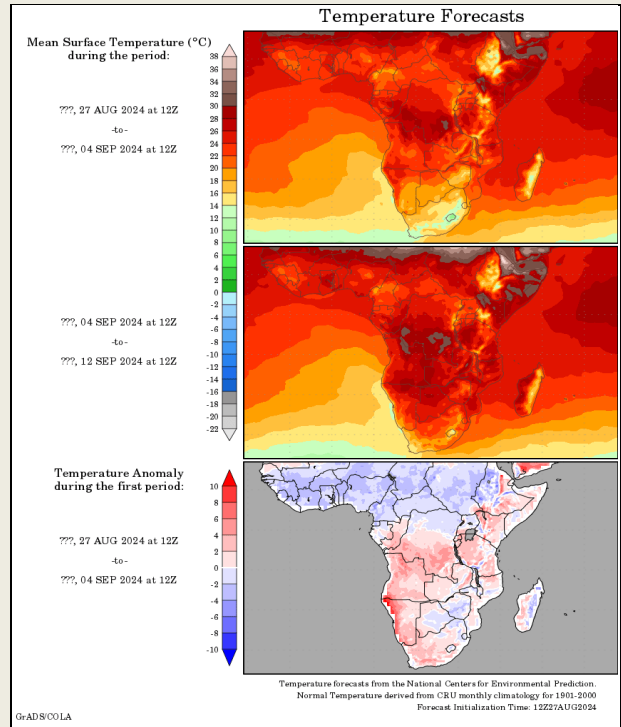 Temperature Forecasts
Mean Surface Temperature (°C)
during the period:
???, 27 AUG 2024 at 12Z
-to-
???, 04 SEP 2024 at 12Z
38
36
34
32
30
28
26
24
22
20
18
16
14
12
10
8
6
4
2
0
-2
-4
-6
-8
-10
-12
-14
-16
-18
-20
-22
???, 04 SEP 2024 at 12Z
-to-
???, 12 SEP 2024 at 12Z
Temperature Anomaly
during the first period:
???, 27 AUG 2024 at 12Z
-to-
???, 04 SEP 2024 at 12Z
10
8
6
4
2
0
-2
-4
-6
-8
-10
Temperature forecasts from the National Centers for Environmental Prediction.
Normal Temperature derived from CRU monthly climatology for 1901-2000
Forecast Initialization Time: 12Z27AUG2024
GrADS/COLA